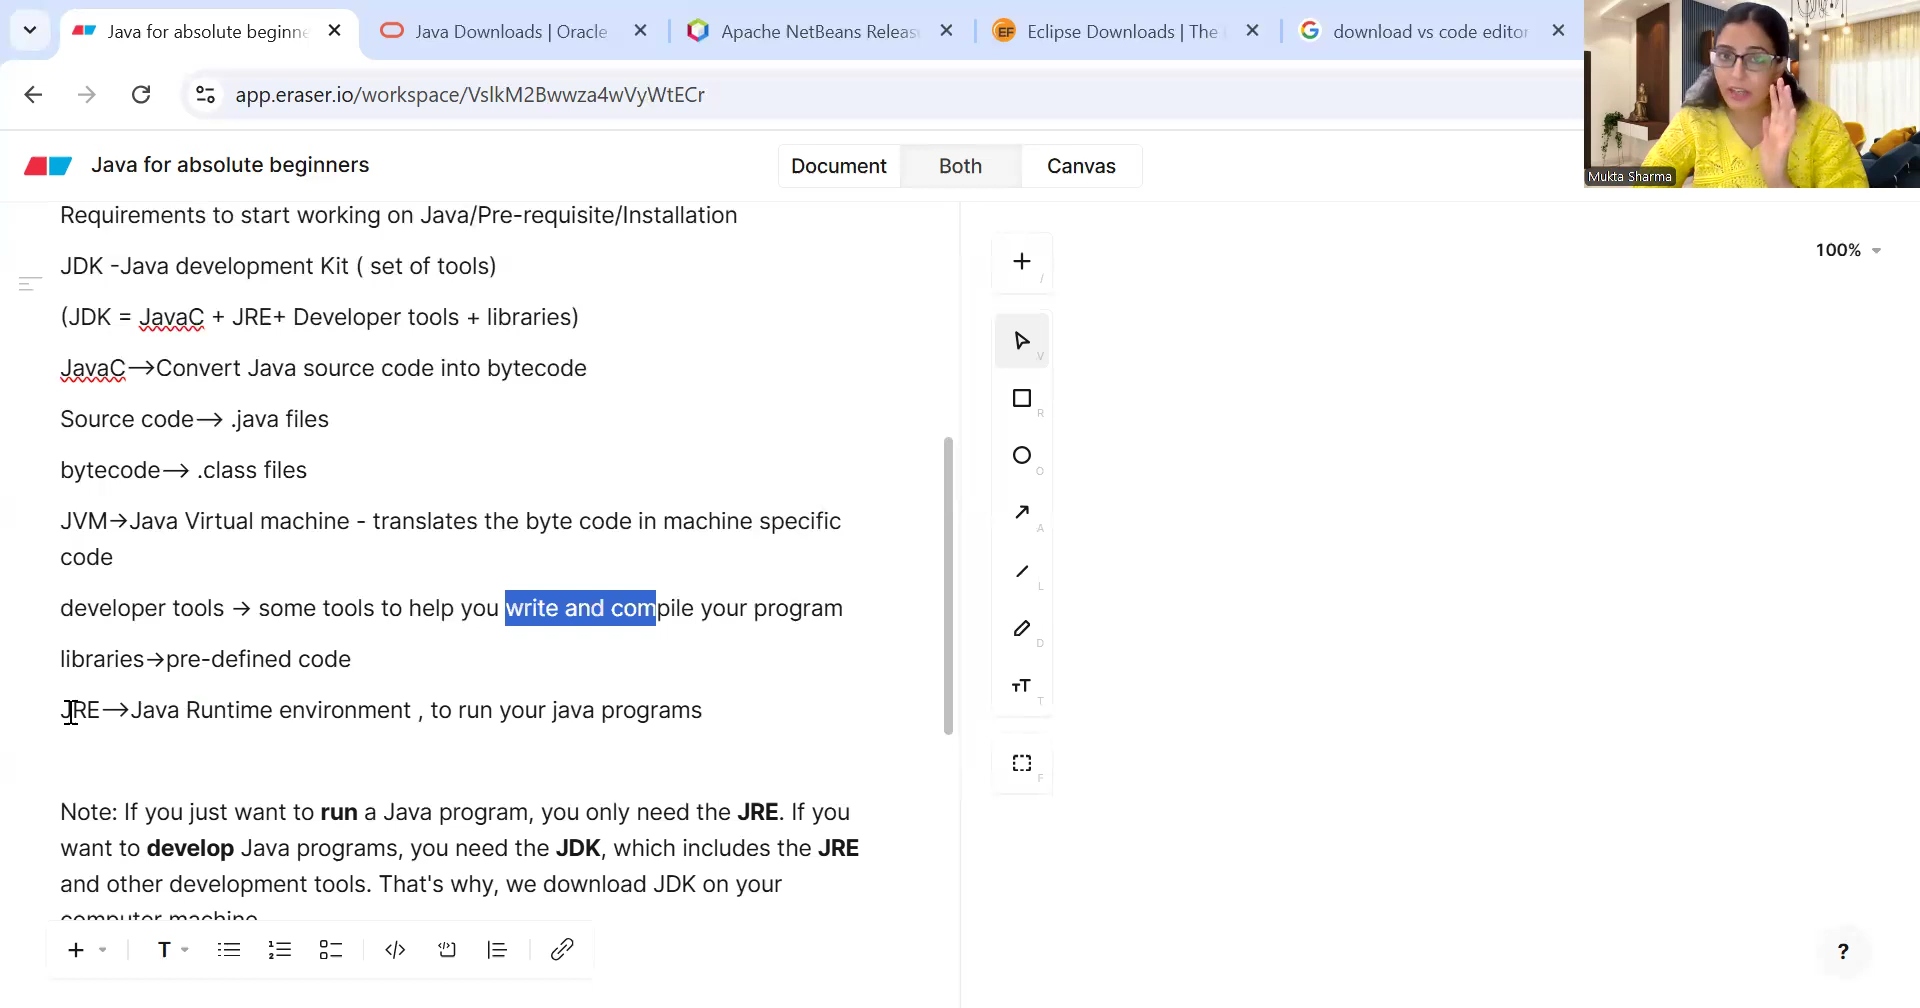 Java for absolute beginne
Java Downloads | Oracle
Apache NetBeans Releas
Eclipse Downloads | The
download vs code editor
app.eraser.io/workspace/VslkM2Bwwza4wVyWtECr
Mukta Sharma
Java for absolute beginners
Document
Both
Canvas
Requirements to start working on Java/Pre-requisite/Installation
JDK -Java development Kit ( set of tools)
(JDK = JavaC + JRE+ Developer tools + libraries)
JavaC→Convert Java source code into bytecode
Source code→ .java files
bytecode→ .class files
JVM→Java Virtual machine - translates the byte code in machine specific
code
developer tools → some tools to help you write and compile your program
libraries→pre-defined code
JRE→Java Runtime environment , to run your java programs
Note: If you just want to run a Java program, you only need the JRE. If you
want to develop Java programs, you need the JDK, which includes the JRE
and other development tools. That's why, we download JDK on your
computer machine
100%
/
V
R
O
A
L
D
T
F
T
?